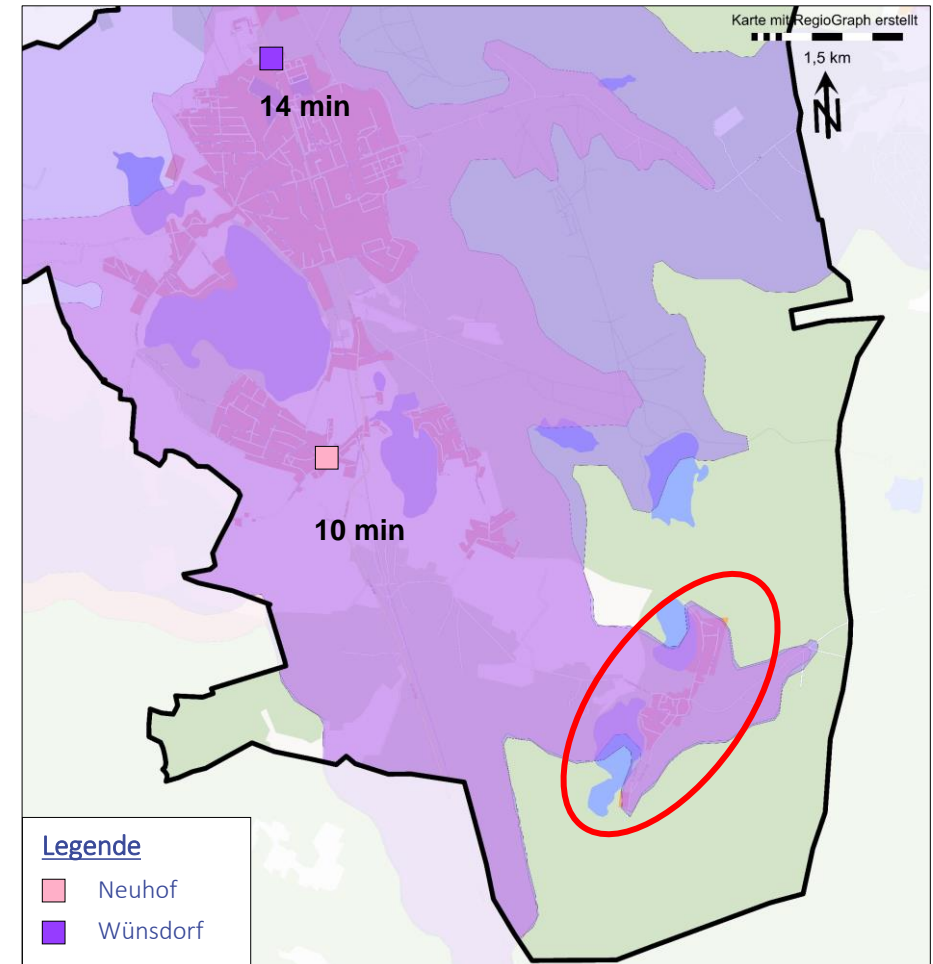 Karte mit RegioGraph erstellt
1,5 km
N
14 min
10 min
Legende
Neuhof
Wünsdorf